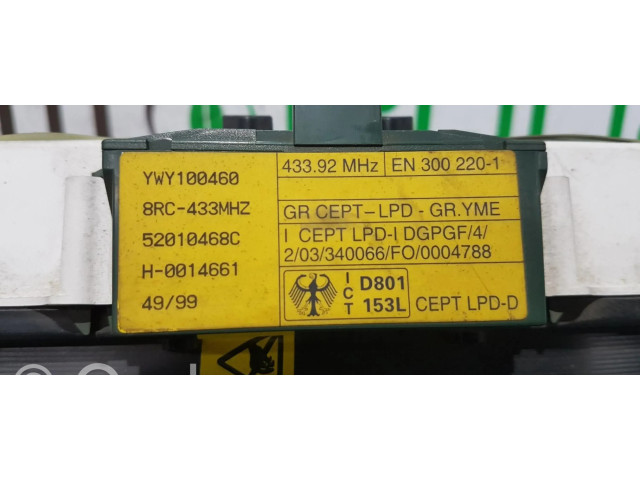 YWY100460
8RC-433MHZ
52010468C
H-0014661
49/99
433.92 MHz EN 300 220-1
GR CEPT-LPD - GR.YME
I CEPT LPD-I DGPGF/4/
2/03/340066/FO/0004788
ICT D801 153L CEPT LPD-D